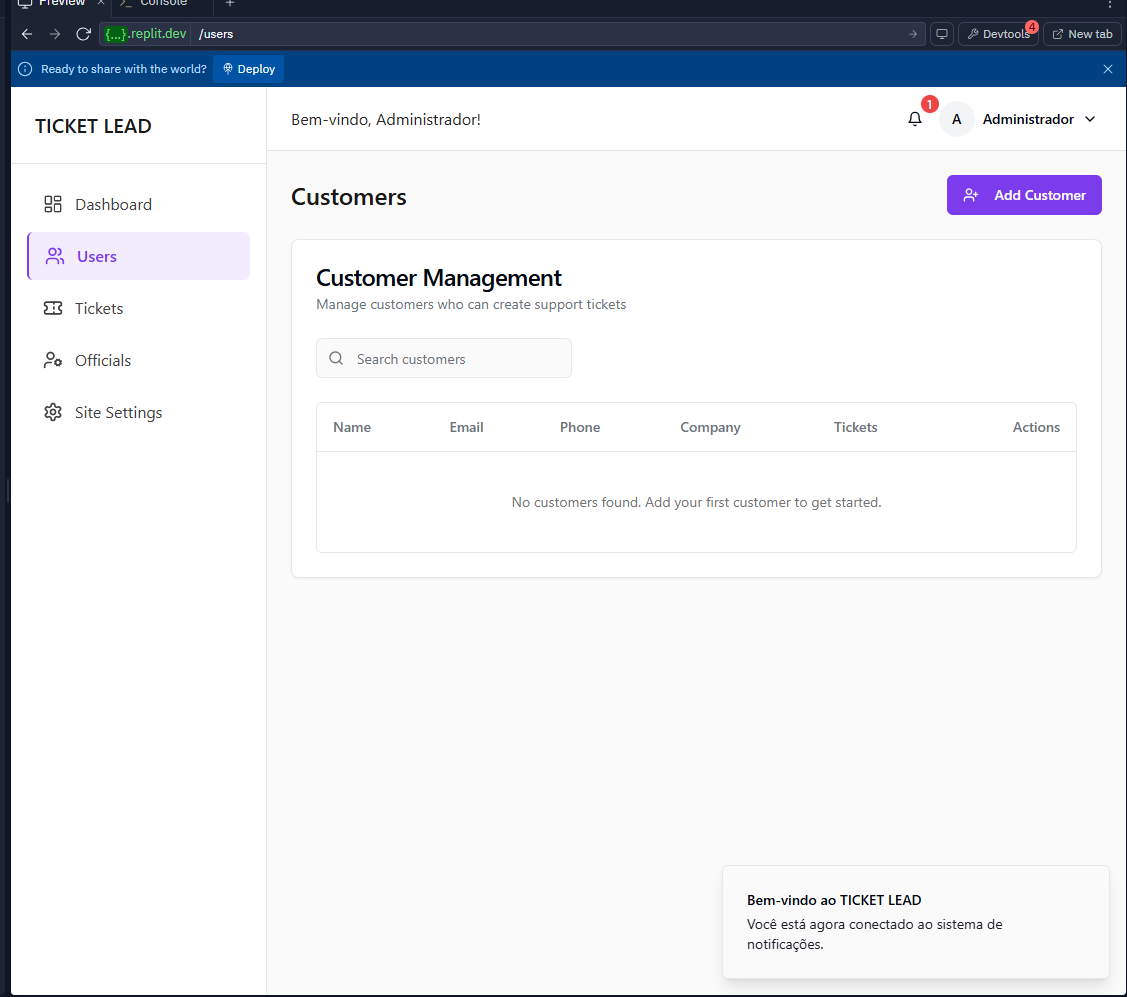 Preview
Console
{...}.replit.dev /users
Devtools 4
New tab
Ready to share with the world? Deploy
TICKET LEAD
Bem-vindo, Administrador!
1
A
Administrador
Dashboard
Users
Tickets
Officials
Site Settings
Customers
Add Customer
Customer Management
Manage customers who can create support tickets
Search customers
Name Email Phone Company Tickets Actions
No customers found. Add your first customer to get started.
Bem-vindo ao TICKET LEAD
Você está agora conectado ao sistema de
notificações.